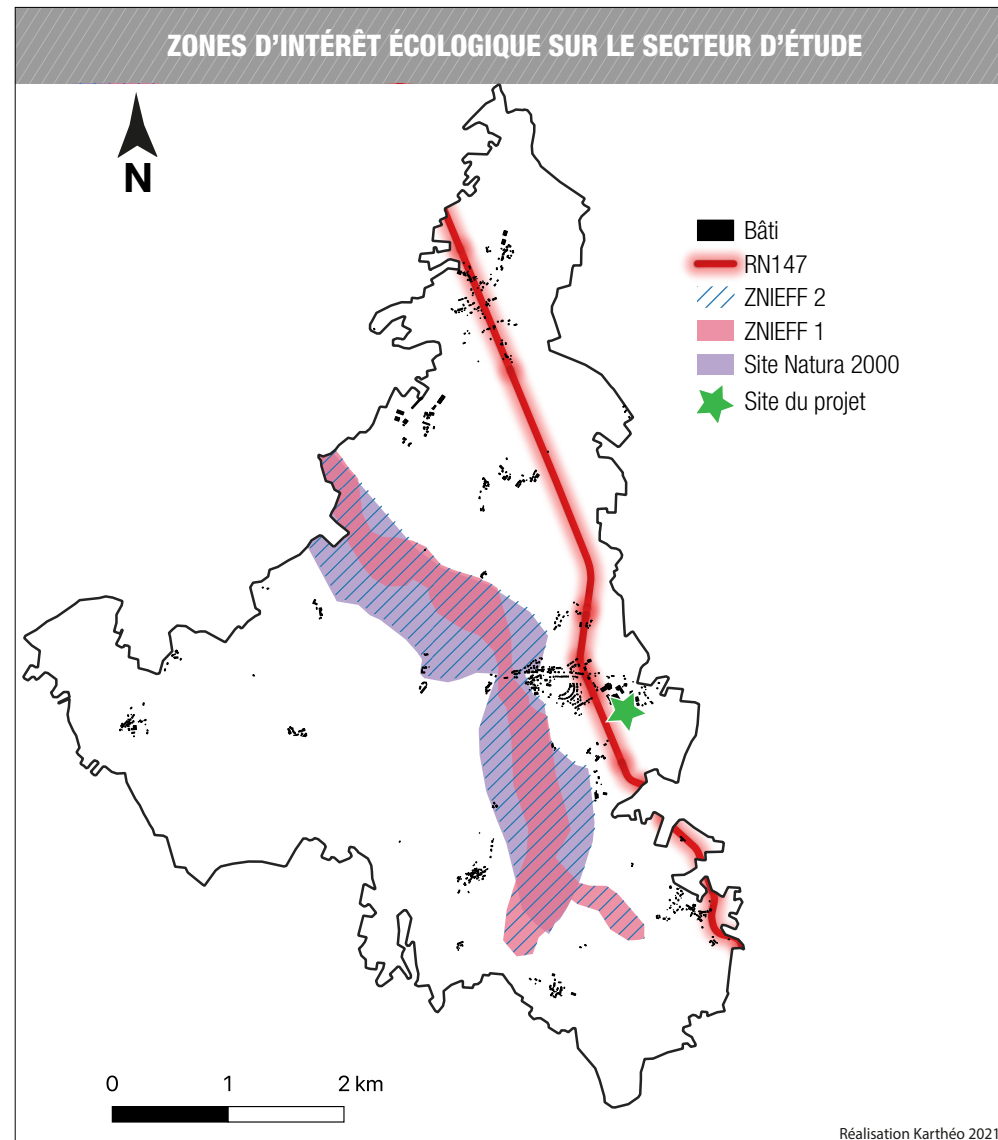 ZONES D'INTÉRÊT ÉCOLOGIQUE SUR LE SECTEUR D'ÉTUDE
N
Bâti
RN147
ZNIEFF 2
ZNIEFF 1
Site Natura 2000
Site du projet
0 1 2 km
Réalisation Karthéo 2021